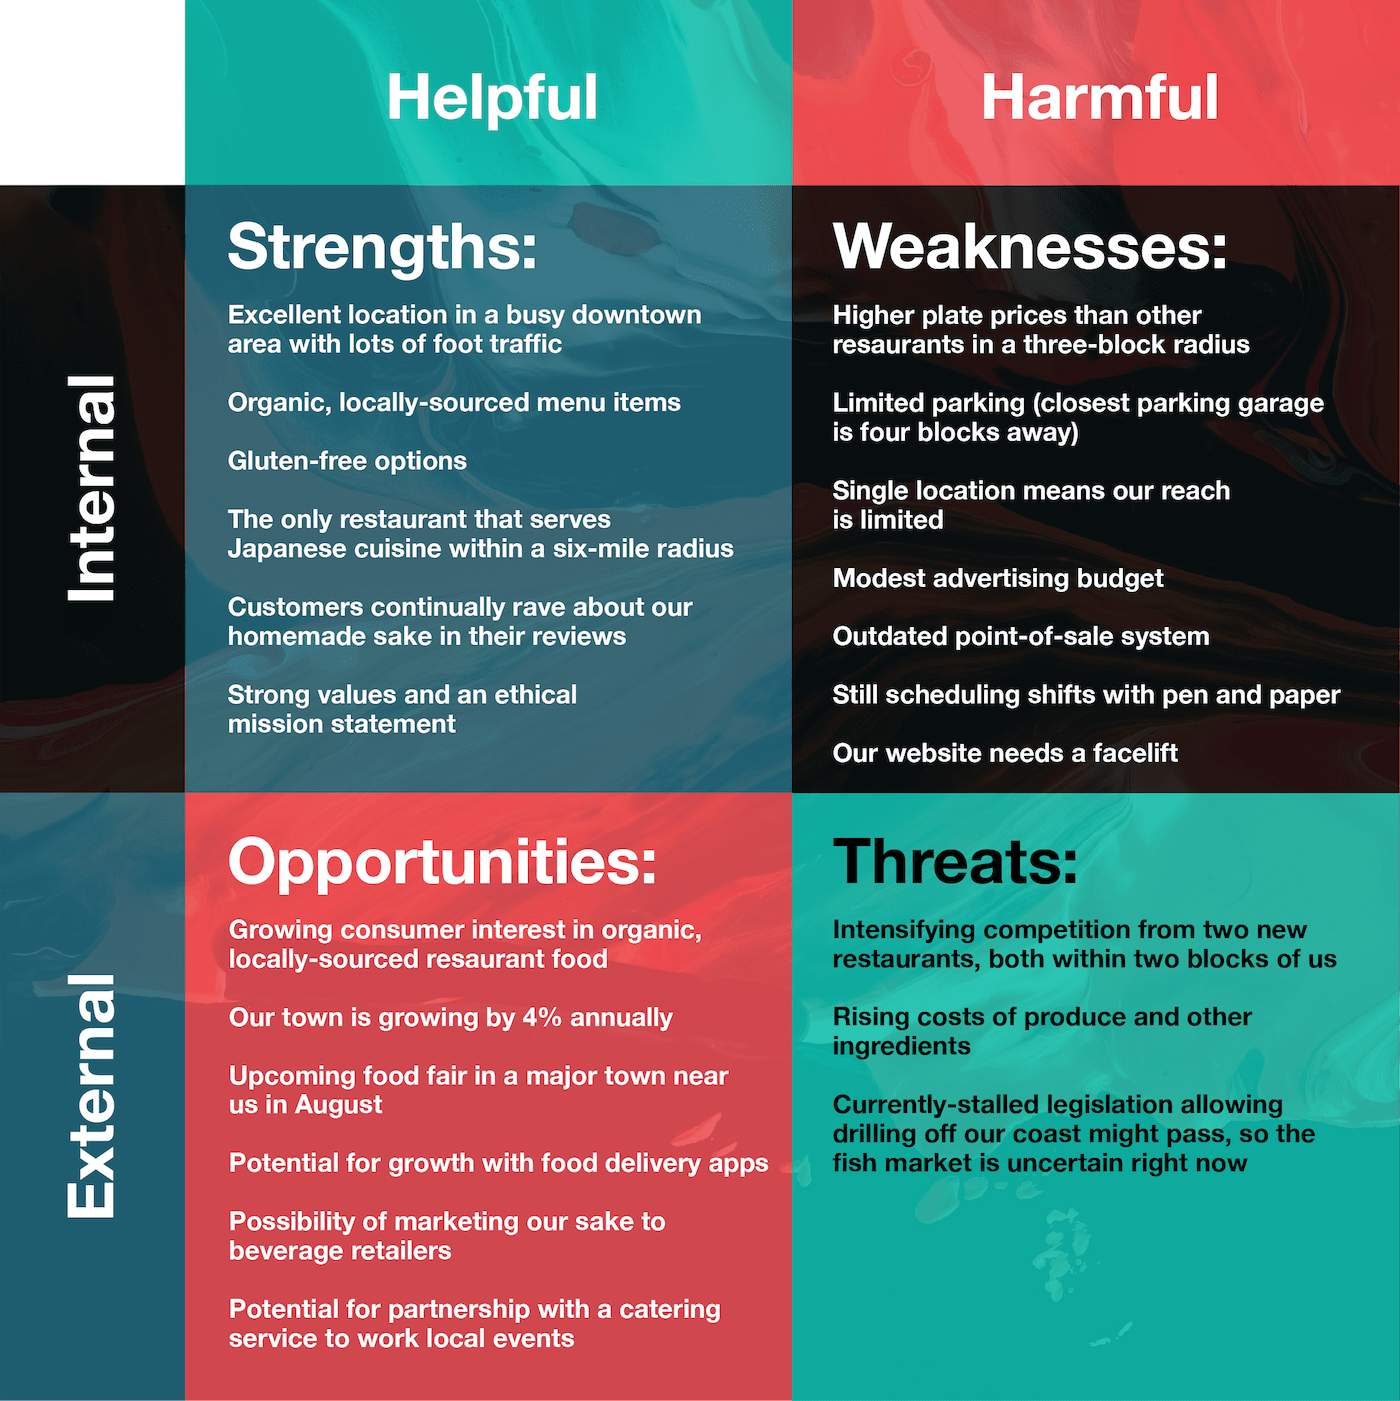 Helpful
Harmful
Internal
Strengths:
Excellent location in a busy downtown
area with lots of foot traffic
Organic, locally-sourced menu items
Gluten-free options
The only restaurant that serves
Japanese cuisine within a six-mile radius
Customers continually rave about our
homemade sake in their reviews
Strong values and an ethical
mission statement
Weaknesses:
Higher plate prices than other
resaurants in a three-block radius
Limited parking (closest parking garage
is four blocks away)
Single location means our reach
is limited
Modest advertising budget
Outdated point-of-sale system
Still scheduling shifts with pen and paper
Our website needs a facelift
External
Opportunities:
Growing consumer interest in organic,
locally-sourced resaurant food
Our town is growing by 4% annually
Upcoming food fair in a major town near
us in August
Potential for growth with food delivery apps
Possibility of marketing our sake to
beverage retailers
Potential for partnership with a catering
service to work local events
Threats:
Intensifying competition from two new
restaurants, both within two blocks of us
Rising costs of produce and other
ingredients
Currently-stalled legislation allowing
drilling off our coast might pass, so the
fish market is uncertain right now